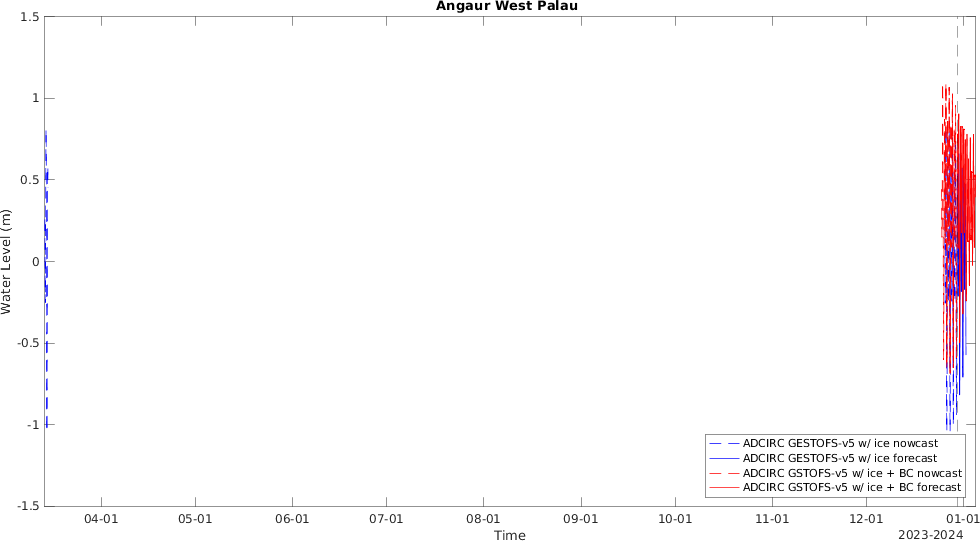 Angaur West Palau
1.5
1
0.5
0
-0.5
-1
-1.5
Water Level (m)
04-01
05-01
06-01
07-01
08-01
09-01
10-01
11-01
12-01
01-01
Time
2023-2024
ADCIRC GESTOFS-v5 w/ ice nowcast
ADCIRC GESTOFS-v5 w/ ice forecast
ADCIRC GSTOFS-v5 w/ ice + BC nowcast
ADCIRC GSTOFS-v5 w/ ice + BC forecast